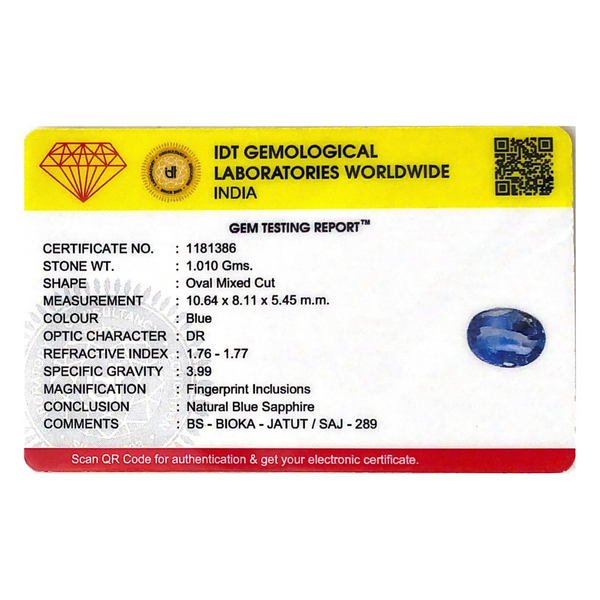 IDT GEMOLOGICAL
LABORATORIES WORLDWIDE
INDIA
GEM TESTING REPORT™
CERTIFICATE NO. : 1181386
STONE WT. : 1.010 Gms.
SHAPE : Oval Mixed Cut
MEASUREMENT : 10.64 x 8.11 x 5.45 m.m.
COLOUR : Blue
OPTIC CHARACTER : DR
REFRACTIVE INDEX : 1.76 - 1.77
SPECIFIC GRAVITY : 3.99
MAGNIFICATION : Fingerprint Inclusions
CONCLUSION : Natural Blue Sapphire
COMMENTS : BS - BIOKA - JATUT / SAJ - 289
Scan QR Code for authentication & get your electronic certificate.